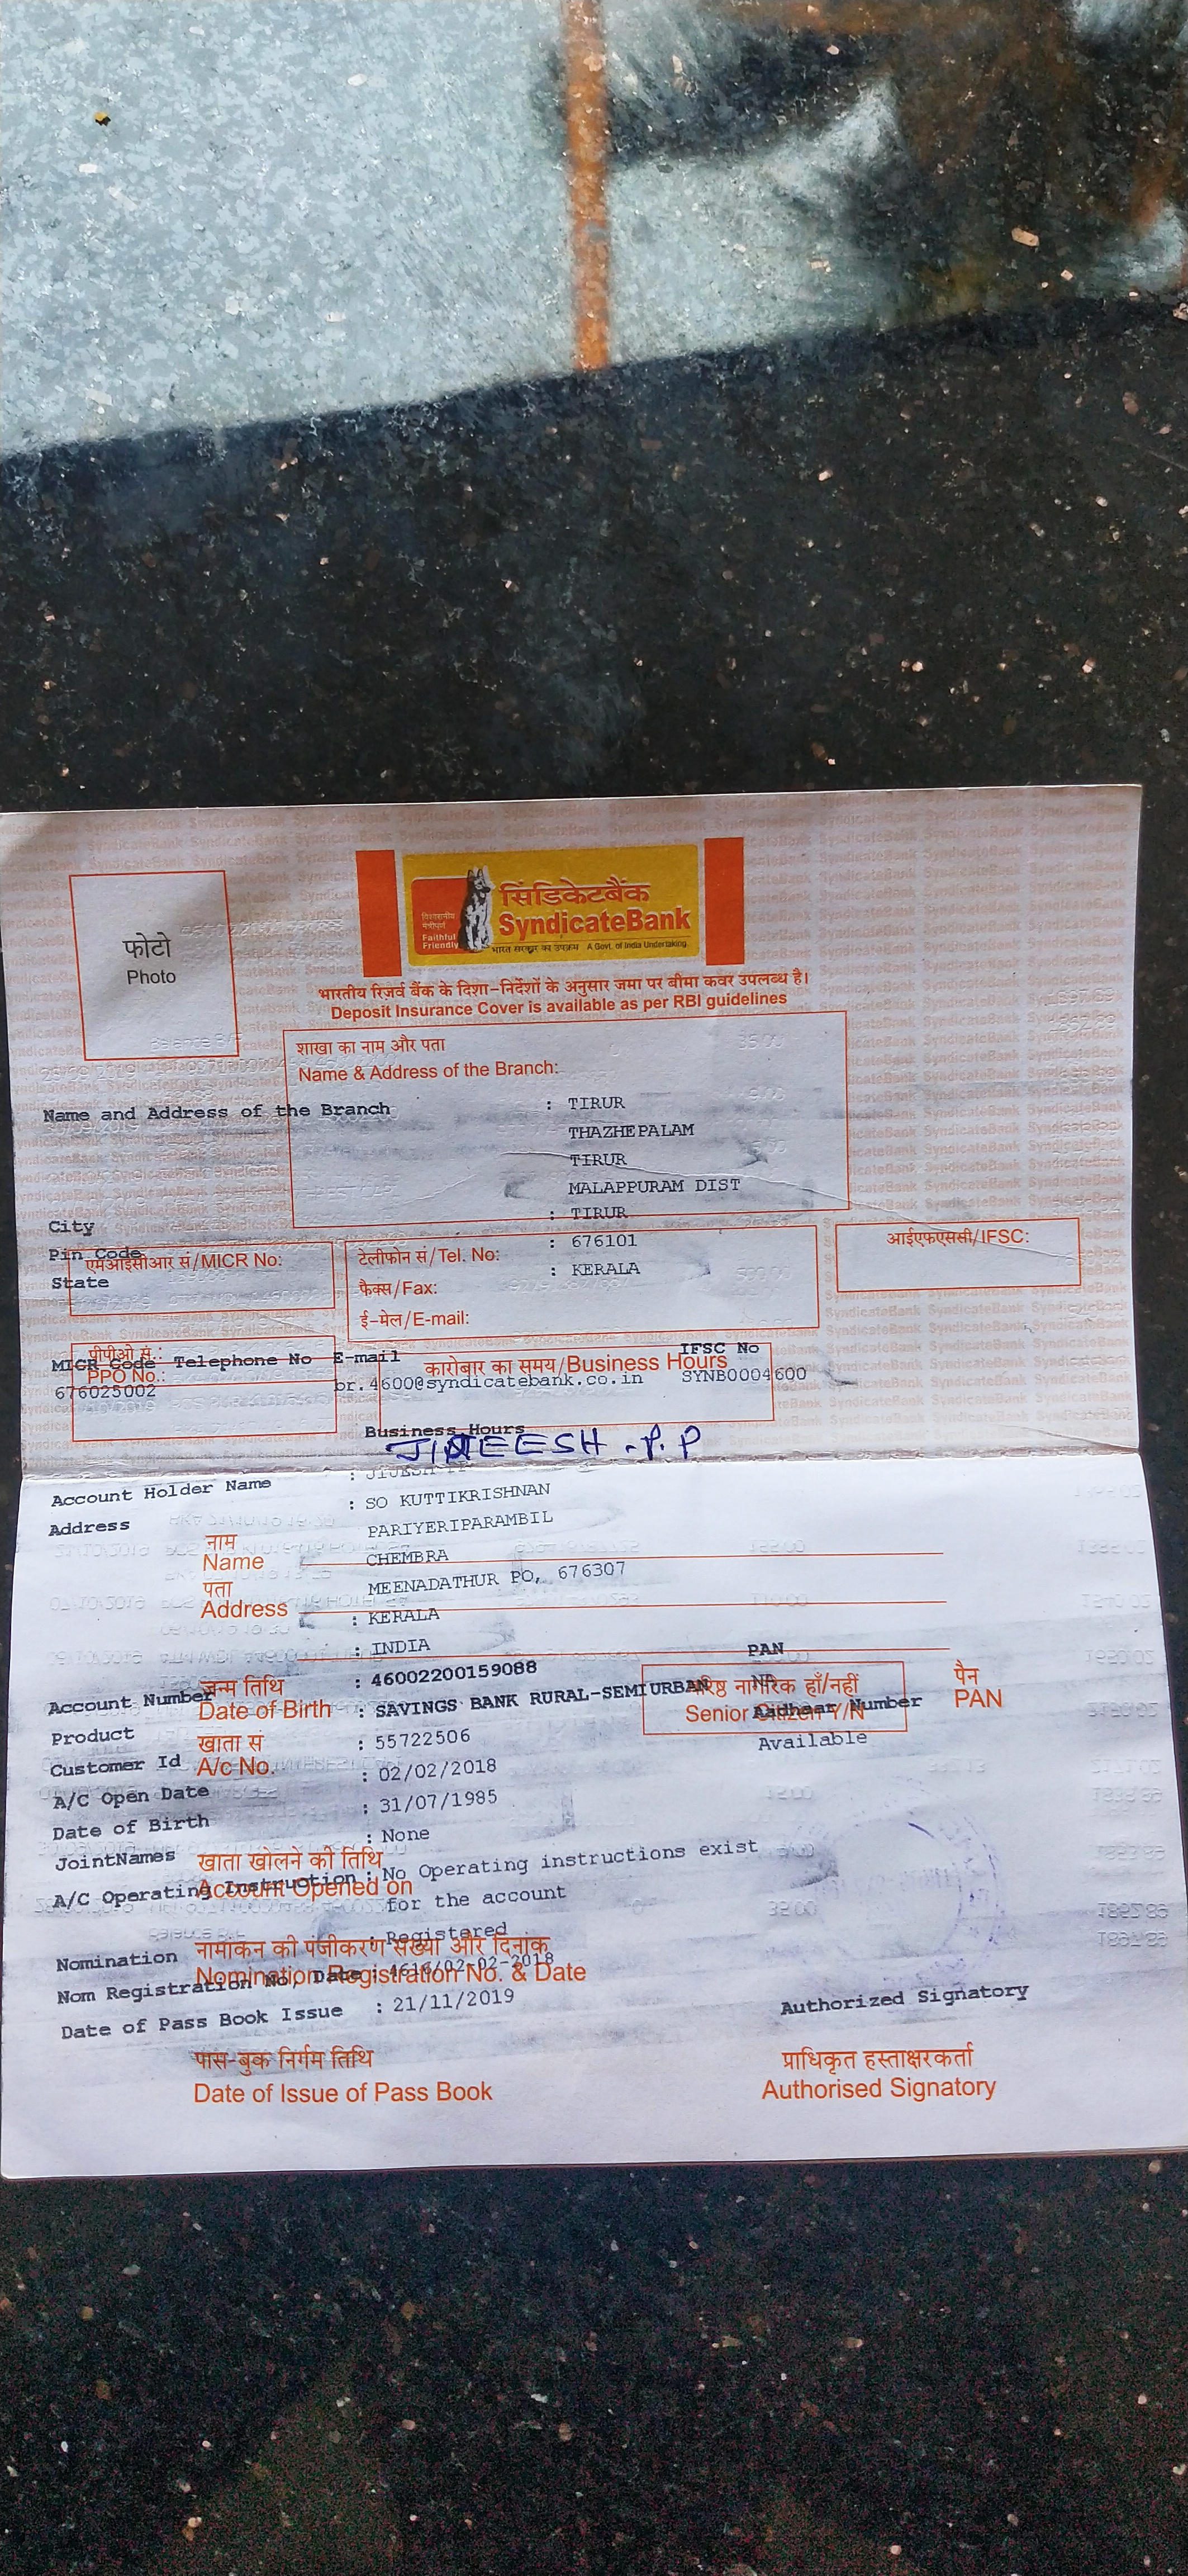 फोटो
Photo
विश्वसनीय
मैत्रीपूर्ण
Faithful
Friendly
सिंडिकेटबैंक
SyndicateBank
भारत सरकार का उपक्रम A Govt. of India Undertaking
भारतीय रिज़र्व बैंक के दिशा-निर्देशों के अनुसार जमा पर बीमा कवर उपलब्ध है।
Deposit Insurance Cover is available as per RBI guidelines
शाखा का नाम और पता
Name & Address of the Branch:
Name and Address of the Branch : TIRUR
THAZHEPALAM
TIRUR
MALAPPURAM DIST
City : TIRUR
Pin Code : 676101
State : KERALA
एमआईसीआर सं/MICR No:
टेलीफोन सं/Tel. No:
फैक्स/Fax:
ई-मेल/E-mail:
आईएफएससी/IFSC:
पीपीओ सं.:
PPO No.:
MICR Code Telephone No E-mail IFSC No
676025002 br.4600@syndicatebank.co.in SYNB0004600
कारोबार का समय/Business Hours
Business Hours
JINEESH.P.P
Account Holder Name : JIJESH
Address : SO KUTTIKRISHNAN
PARIYERIPARAMBIL
CHEMBRA
MEENADATHUR PO, 676307
: KERALA
: INDIA
नाम
Name
पता
Address
PAN
Account Number : 46002200159088
Product : SAVINGS BANK RURAL-SEMIURBAN
Aadhaar Number
Customer Id : 55722506
Available
A/C Open Date : 02/02/2018
Date of Birth : 31/07/1985
JointNames : None
A/C Operating Instruction : No Operating instructions exist
for the account
Nomination : Registered
Nom Registration No, Date : 4616/02-02-2018
Date of Pass Book Issue : 21/11/2019
Authorized Signatory
जन्म तिथि
Date of Birth
वरिष्ठ नागरिक हाँ/नहीं
Senior Citizen Y/N
पैन
PAN
खाता सं
A/c No.
खाता खोलने की तिथि
Account Opened on
नामांकन की पंजीकरण संख्या और दिनांक
Nomination Registration No. & Date
पास-बुक निर्गम तिथि
Date of Issue of Pass Book
प्राधिकृत हस्ताक्षरकर्ता
Authorised Signatory